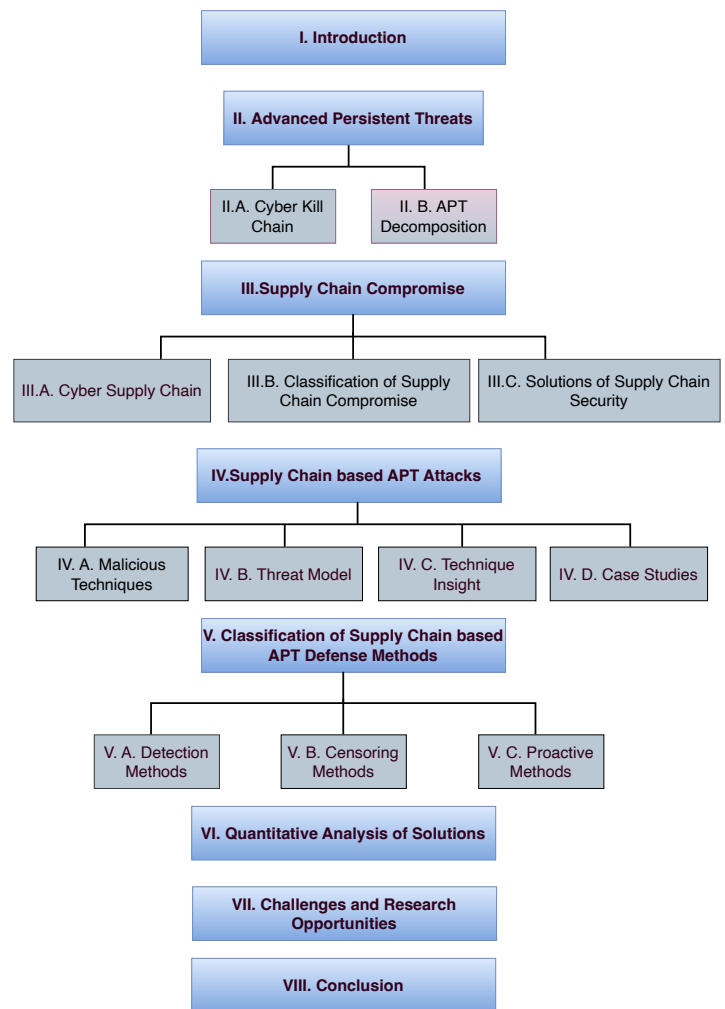 I. Introduction
II. Advanced Persistent Threats
II.A. Cyber Kill
Chain
II. B. APT
Decomposition
III.Supply Chain Compromise
III.A. Cyber Supply Chain
III.B. Classification of Supply
Chain Compromise
III.C. Solutions of Supply Chain
Security
IV.Supply Chain based APT Attacks
IV. A. Malicious
Techniques
IV. B. Threat Model
IV. C. Technique
Insight
IV. D. Case Studies
V. Classification of Supply Chain based
APT Defense Methods
V. A. Detection
Methods
V. B. Censoring
Methods
V. C. Proactive
Methods
VI. Quantitative Analysis of Solutions
VII. Challenges and Research
Opportunities
VIII. Conclusion